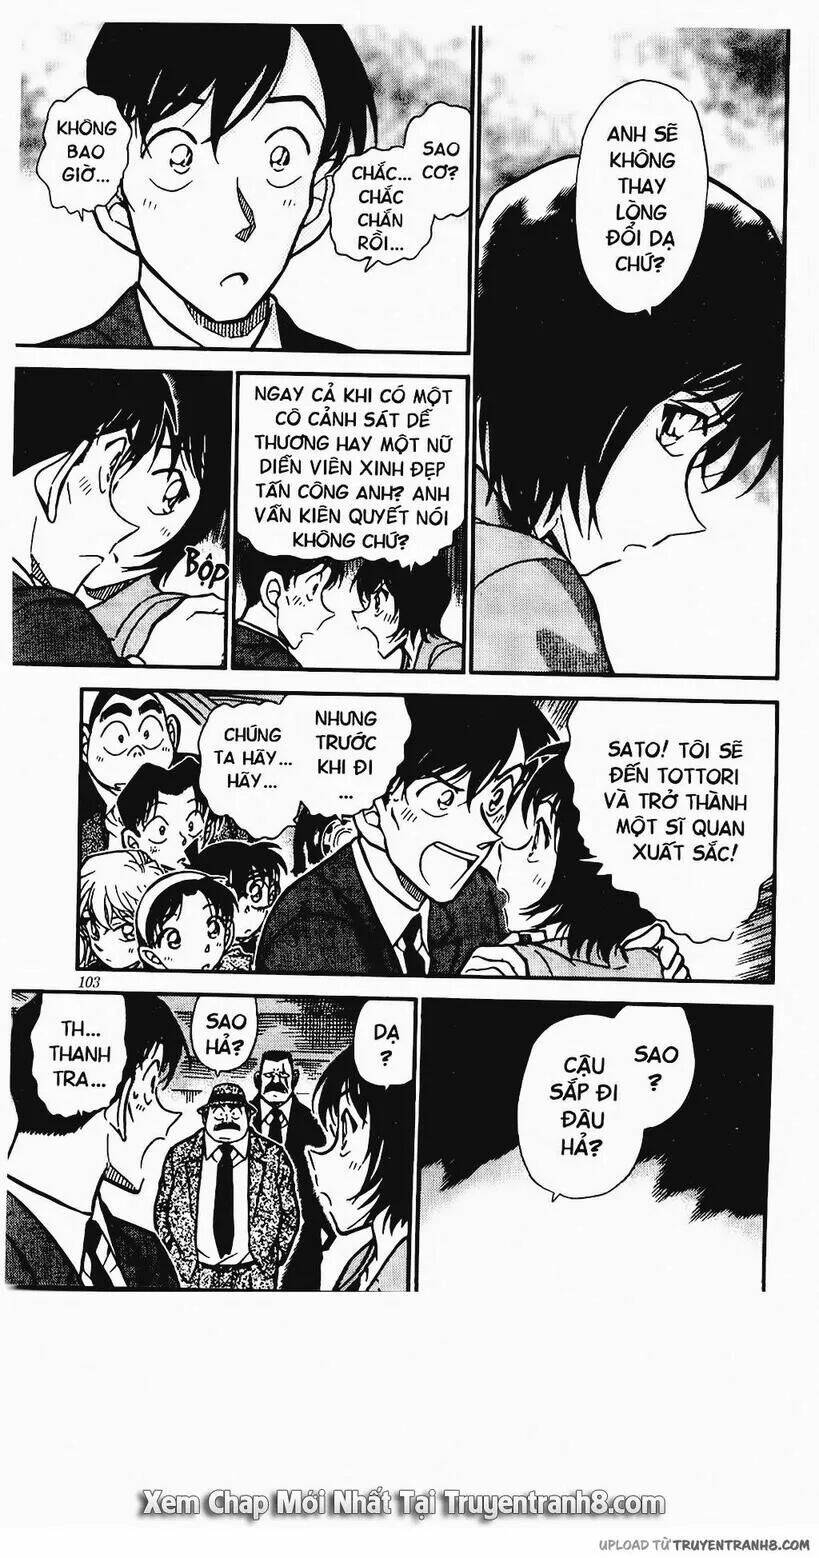 ANH SẼ
KHÔNG
THAY
LÒNG
ĐỔI DẠ
CHỨ?
SAO
CƠ?
CHẮC...
CHẮC
CHẮN
RỒI...
KHÔNG
BAO
GIỜ...
NGAY CẢ KHI CÓ MỘT
CÔ CẢNH SÁT DỄ
THƯƠNG HAY MỘT NỮ
DIỄN VIÊN XINH ĐẸP
TẤN CÔNG ANH? ANH
VẪN KIÊN QUYẾT NÓI
KHÔNG CHỨ?
BỘP
SATO! TÔI SẼ
ĐẾN TOTTORI
VÀ TRỞ THÀNH
MỘT SĨ QUAN
XUẤT SẮC!
NHƯNG
TRƯỚC
KHI ĐI
...
CHÚNG
TA HÃY...
HÃY...
103
SAO
?
CẬU
SẮP ĐI
ĐÂU
HẢ?
DẠ
?
SAO
HẢ?
TH...
THANH
TRA...
Xem Chap Mới Nhất Tại Truyentranh8.com
UPLOAD TỪ TRUYENTRANH8.COM